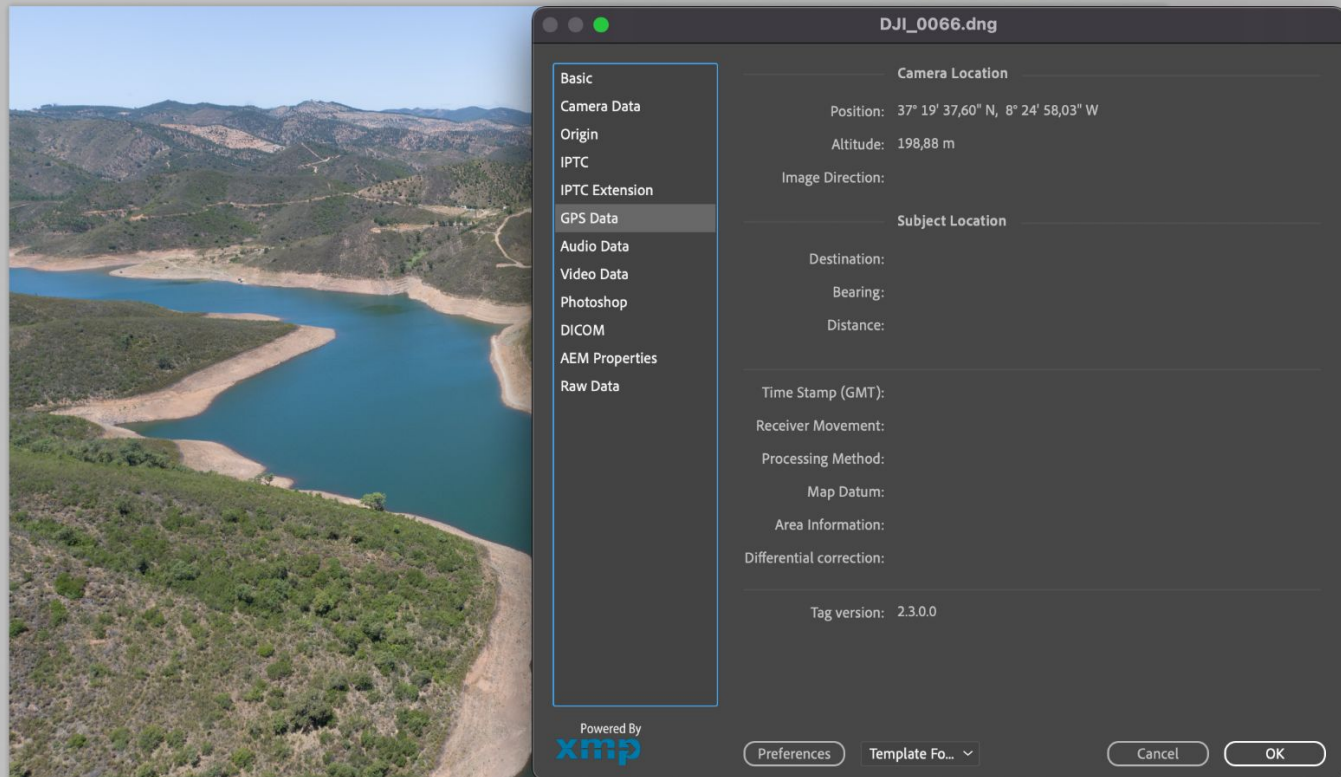 DJI_0066.dng
Basic
Camera Data
Origin
IPTC
IPTC Extension
GPS Data
Audio Data
Video Data
Photoshop
DICOM
AEM Properties
Raw Data
Powered By
xmp
Camera Location
Position: 37° 19' 37,60" N, 8° 24' 58,03" W
Altitude: 198,88 m
Image Direction:
Subject Location
Destination:
Bearing:
Distance:
Time Stamp (GMT):
Receiver Movement:
Processing Method:
Map Datum:
Area Information:
Differential correction:
Tag version: 2.3.0.0
Preferences
Template Fo...
Cancel
OK